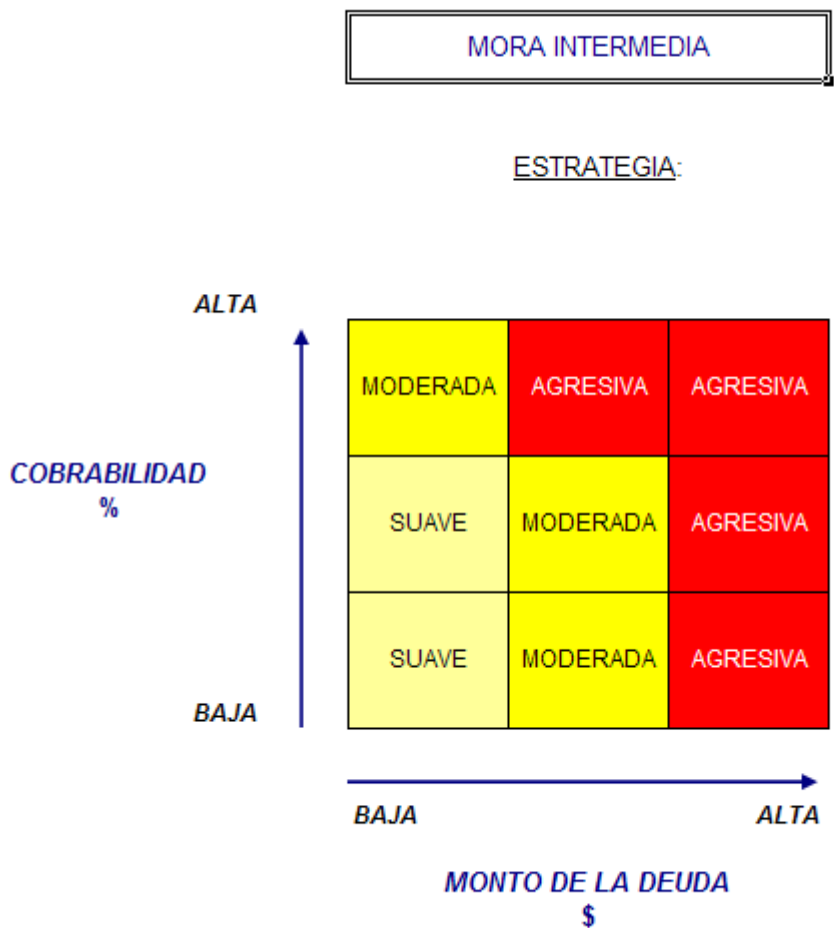 MORA INTERMEDIA
ESTRATEGIA:
ALTA
MODERADA AGRESIVA AGRESIVA
COBRABILIDAD
%
SUAVE MODERADA AGRESIVA
SUAVE MODERADA AGRESIVA
BAJA
BAJA ALTA
MONTO DE LA DEUDA
$